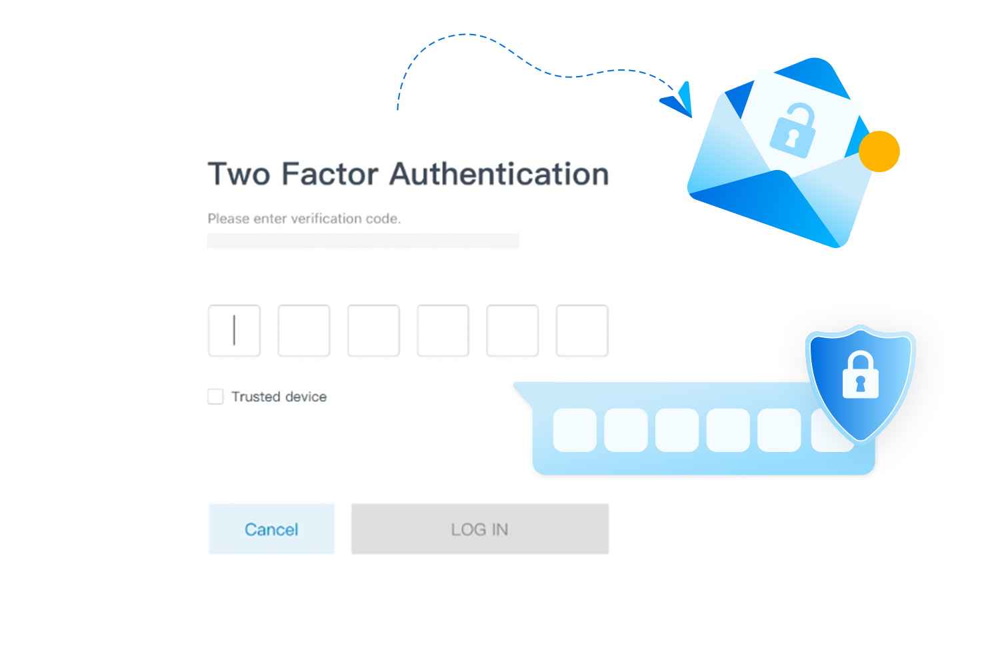 Two Factor Authentication
Please enter verification code.
Trusted device
Cancel
LOG IN